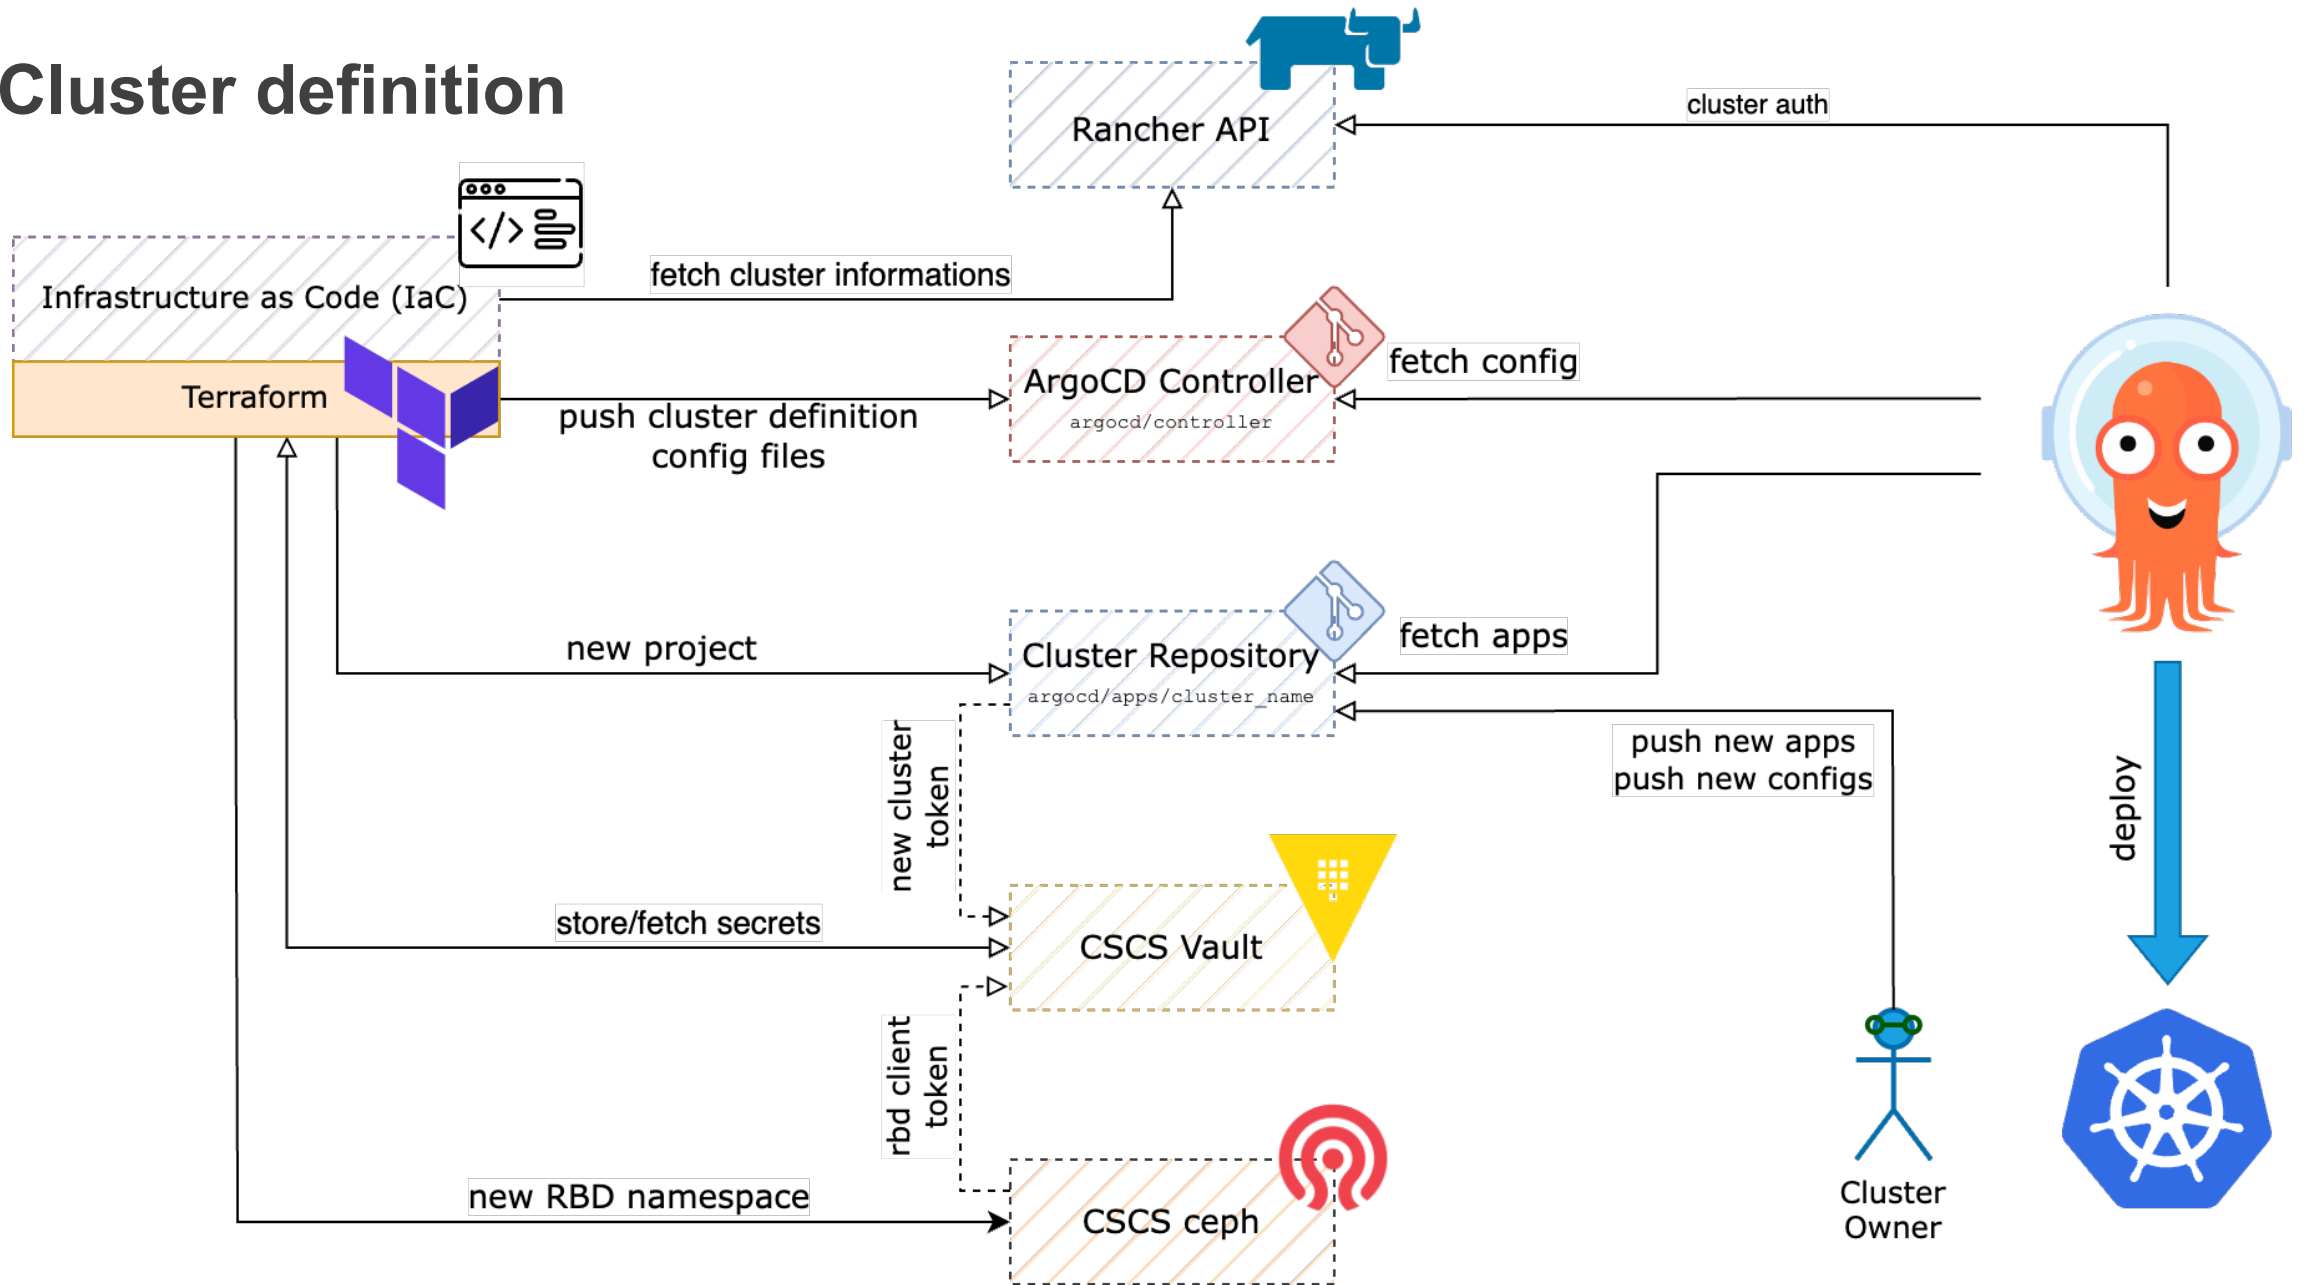 Cluster definition
Rancher API
cluster auth
</>
Infrastructure as Code (IaC)
fetch cluster informations
Terraform
push cluster definition
config files
ArgoCD Controller
argocd/controller
fetch config
new project
Cluster Repository
argocd/apps/cluster_name
fetch apps
push new apps
push new configs
new cluster
token
deploy
store/fetch secrets
CSCS Vault
rbd client
token
new RBD namespace
CSCS ceph
Cluster
Owner